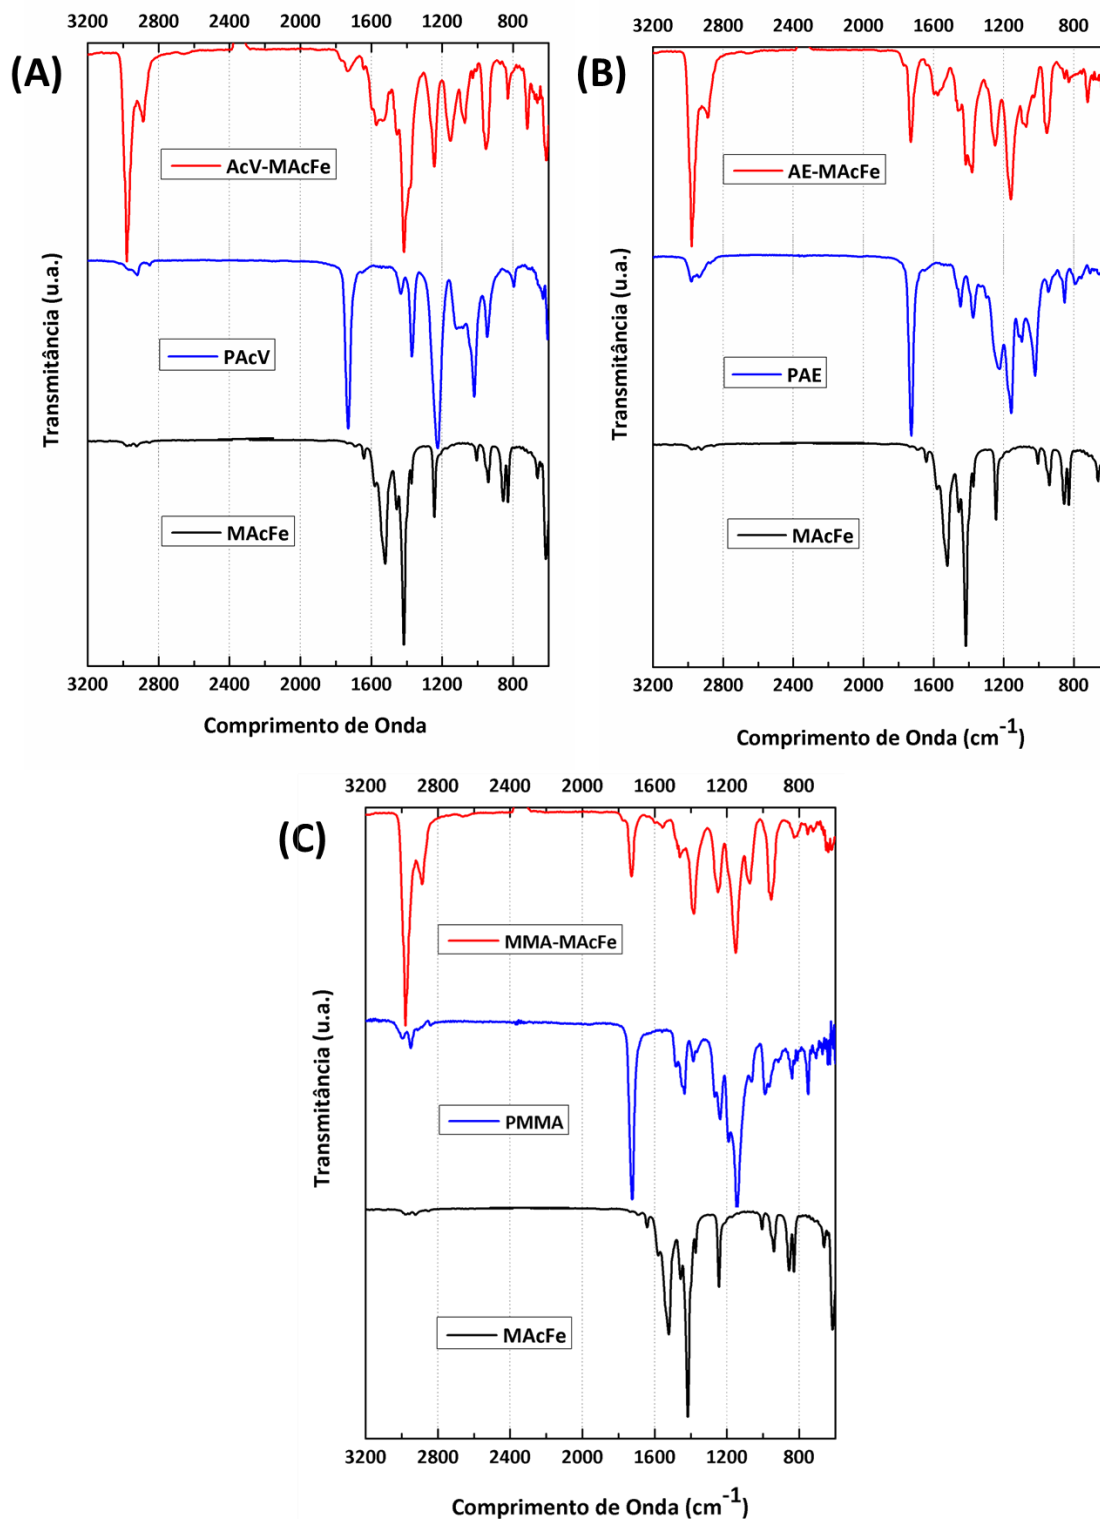 3200 2800 2400 2000 1600 1200 800
(A)
AcV-MAcFe
PAcV
MAcFe
Transmitância (u.a.)
3200 2800 2400 2000 1600 1200 800
Comprimento de Onda
3200 2800 2400 2000 1600 1200 800
(B)
AE-MAcFe
PAE
MAcFe
Transmitância (u.a.)
3200 2800 2400 2000 1600 1200 800
Comprimento de Onda (cm⁻¹)
3200 2800 2400 2000 1600 1200 800
(C)
MMA-MAcFe
PMMA
MAcFe
Transmitância (u.a.)
3200 2800 2400 2000 1600 1200 800
Comprimento de Onda (cm⁻¹)